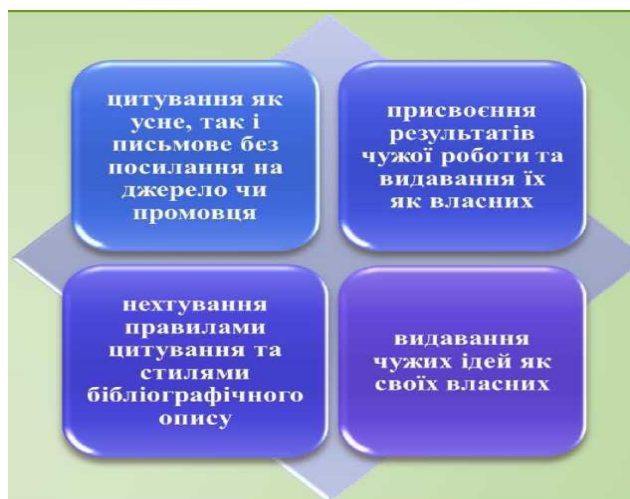 цитування як
усне, так і
письмове без
посилання на
джерело чи
промовця
присвоєння
результатів
чужої роботи та
видавання їх
як власних
нехтування
правилами
цитування та
стилями
бібліографічного
опису
видавання
чужих ідей як
своїх власних